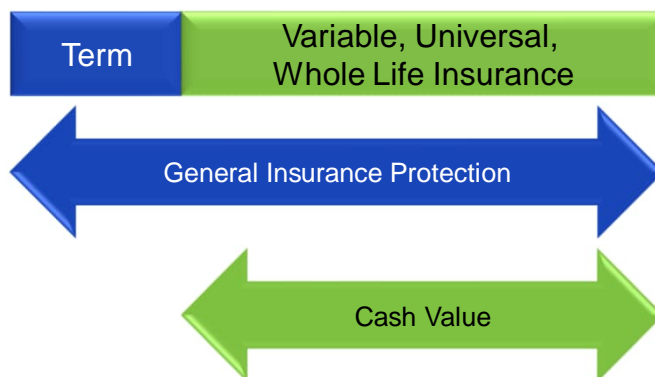 Term
Variable, Universal,
Whole Life Insurance
General Insurance Protection
Cash Value